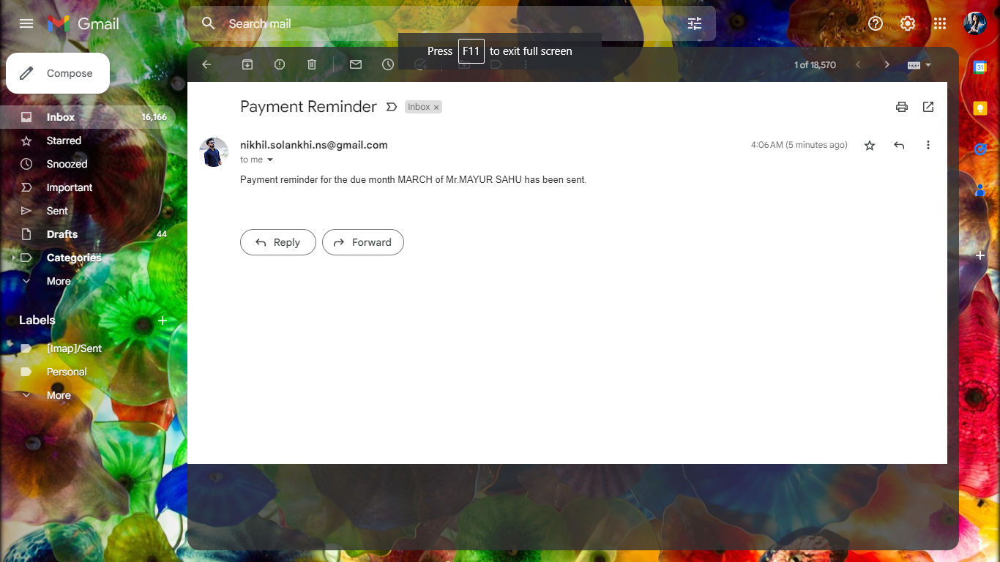 Gmail
Search mail
Press F11 to exit full screen
Compose
1 of 18,570
31
Inbox 16,166
Starred
Snoozed
Important
Sent
Drafts 44
Categories
More
Labels
[Imap]/Sent
Personal
More
Payment Reminder
Inbox ×
nikhil.solankhi.ns@gmail.com
4:06 AM (5 minutes ago)
to me
Payment reminder for the due month MARCH of Mr.MAYUR SAHU has been sent.
Reply
Forward